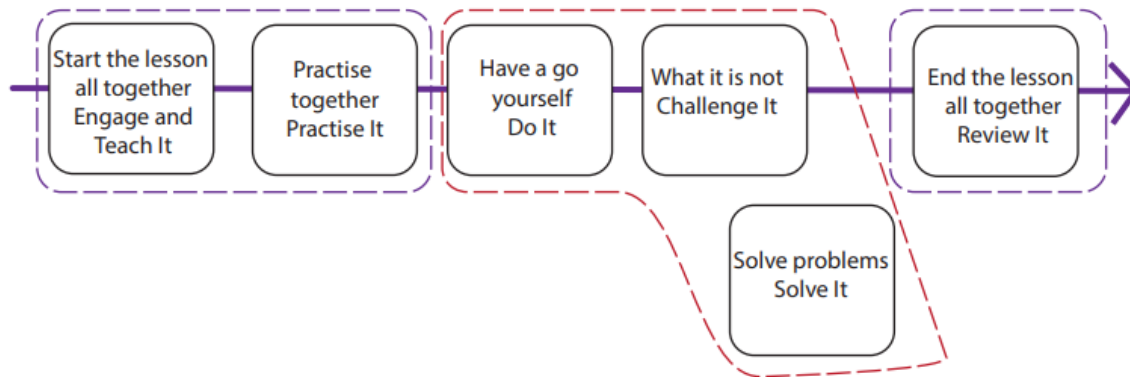 Start the lesson
all together
Engage and
Teach It
Practise
together
Practise It
Have a go
yourself
Do It
What it is not
Challenge It
End the lesson
all together
Review It
Solve problems
Solve It